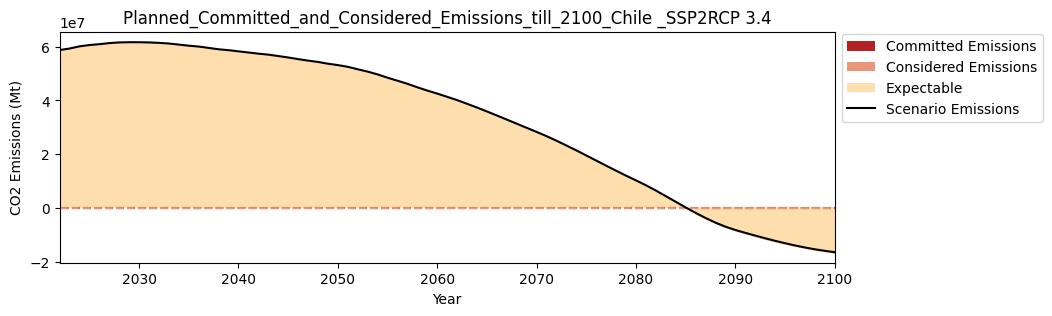 Planned_Committed_and_Considered_Emissions_till_2100_Chile _SSP2RCP 3.4
1e7
6
4
2
0
−2
CO2 Emissions (Mt)
2030 2040 2050 2060 2070 2080 2090 2100
Year
Committed Emissions
Considered Emissions
Expectable
Scenario Emissions